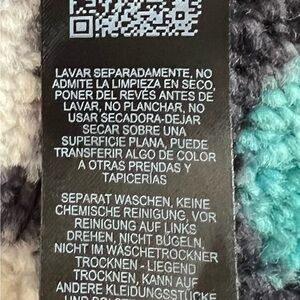 LAVAR SEPARADAMENTE, NO
ADMITE LA LIMPIEZA EN SECO,
PONER DEL REVÉS ANTES DE
LAVAR, NO PLANCHAR, NO
USAR SECADORA-DEJAR
SECAR SOBRE UNA
SUPERFICIE PLANA, PUEDE
TRANSFERIR ALGO DE COLOR
A OTRAS PRENDAS Y
TAPICERÍAS
SEPARAT WASCHEN, KEINE
CHEMISCHE REINIGUNG, VOR
REINIGUNG AUF LINKS
DREHEN, NICHT BÜGELN,
NICHT IM WÄSCHETROCKNER
TROCKNEN - LIEGEND
TROCKNEN, KANN AUF
ANDERE KLEIDUNGSSTÜCKE